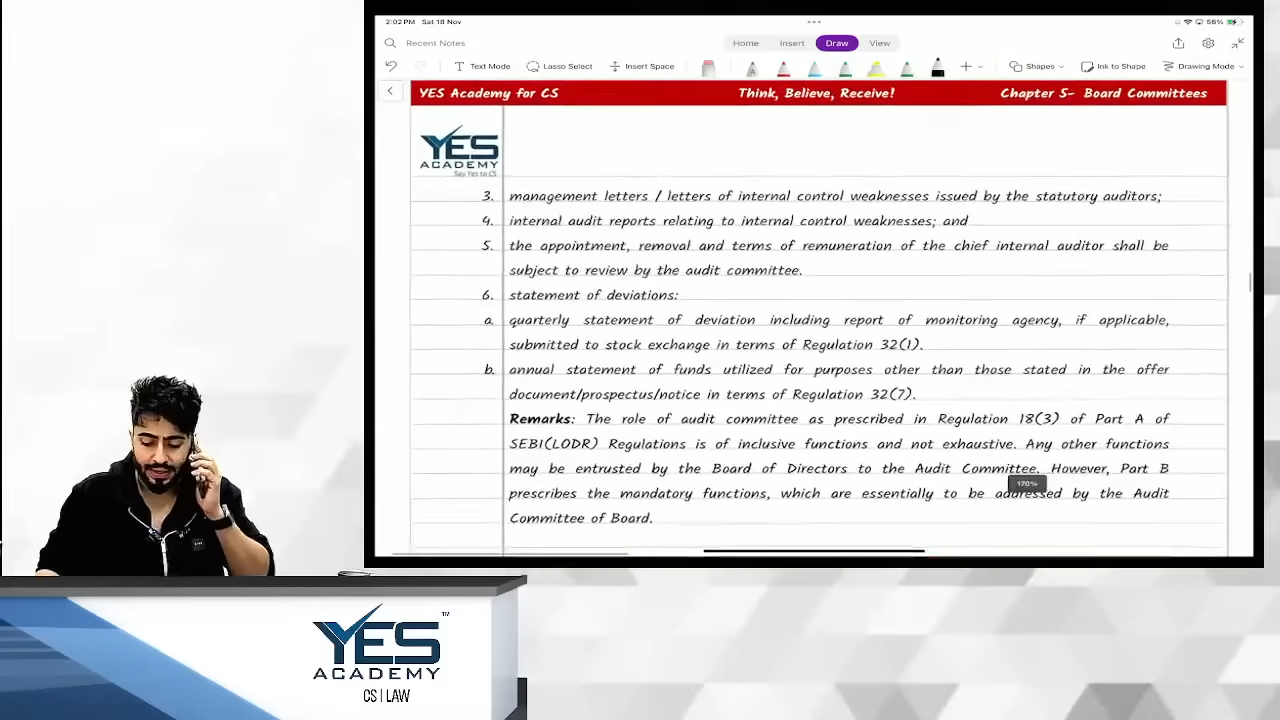 2:02 PM Sat 18 Nov
56%
Recent Notes
Home Insert Draw View
Text Mode Lasso Select Insert Space Shapes Ink to Shape Drawing Mode
YES Academy for CS Think, Believe, Receive! Chapter 5- Board Committees
YES
ACADEMY
Say Yes to CS
3. management letters / letters of internal control weaknesses issued by the statutory auditors;
4. internal audit reports relating to internal control weaknesses; and
5. the appointment, removal and terms of remuneration of the chief internal auditor shall be
subject to review by the audit committee.
6. statement of deviations:
a. quarterly statement of deviation including report of monitoring agency, if applicable,
submitted to stock exchange in terms of Regulation 32(1).
b. annual statement of funds utilized for purposes other than those stated in the offer
document/prospectus/notice in terms of Regulation 32(7).
Remarks: The role of audit committee as prescribed in Regulation 18(3) of Part A of
SEBI(LODR) Regulations is of inclusive function and not exhaustive. Any other functions
may be entrusted by the Board of Directors to the Audit Committee. However, Part B
170%
prescribes the mandatory functions, which are essentially to be addressed by the Audit
Committee of Board.
YES
TM
ACADEMY
CS | LAW